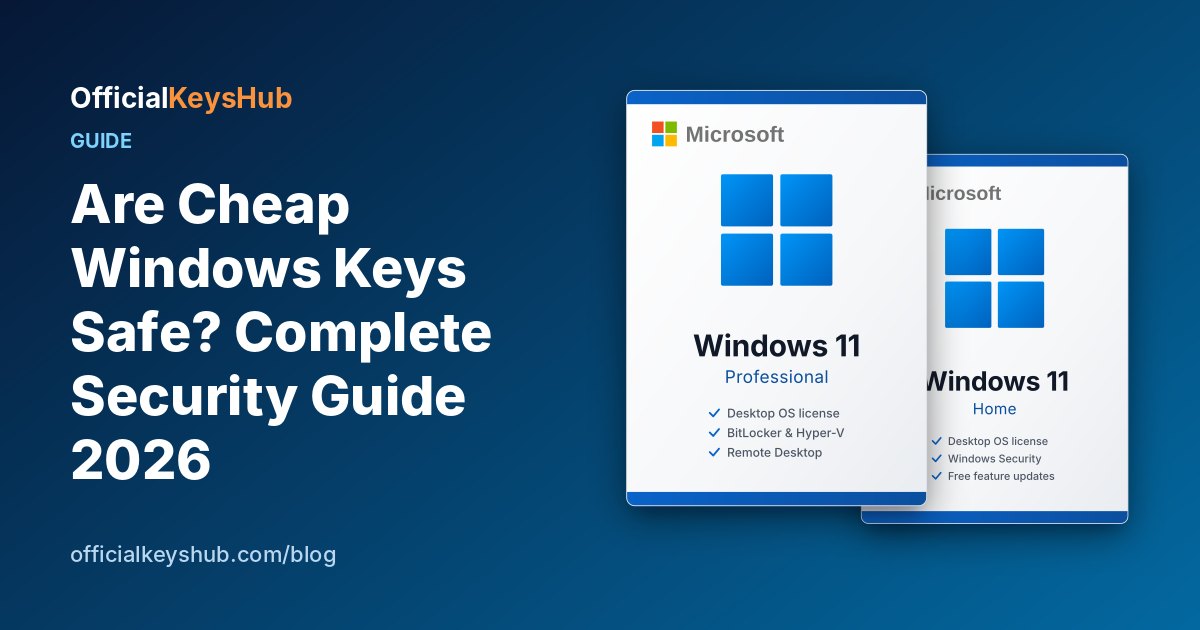 OfficialKeysHub
GUIDE
Are Cheap
Windows Keys
Safe? Complete
Security Guide
2026
officialkeyshub.com/blog
Microsoft
Windows 11
Professional
Desktop OS license
BitLocker & Hyper-V
Remote Desktop
icrosoft
Windows 11
Home
Desktop OS license
Windows Security
Free feature updates